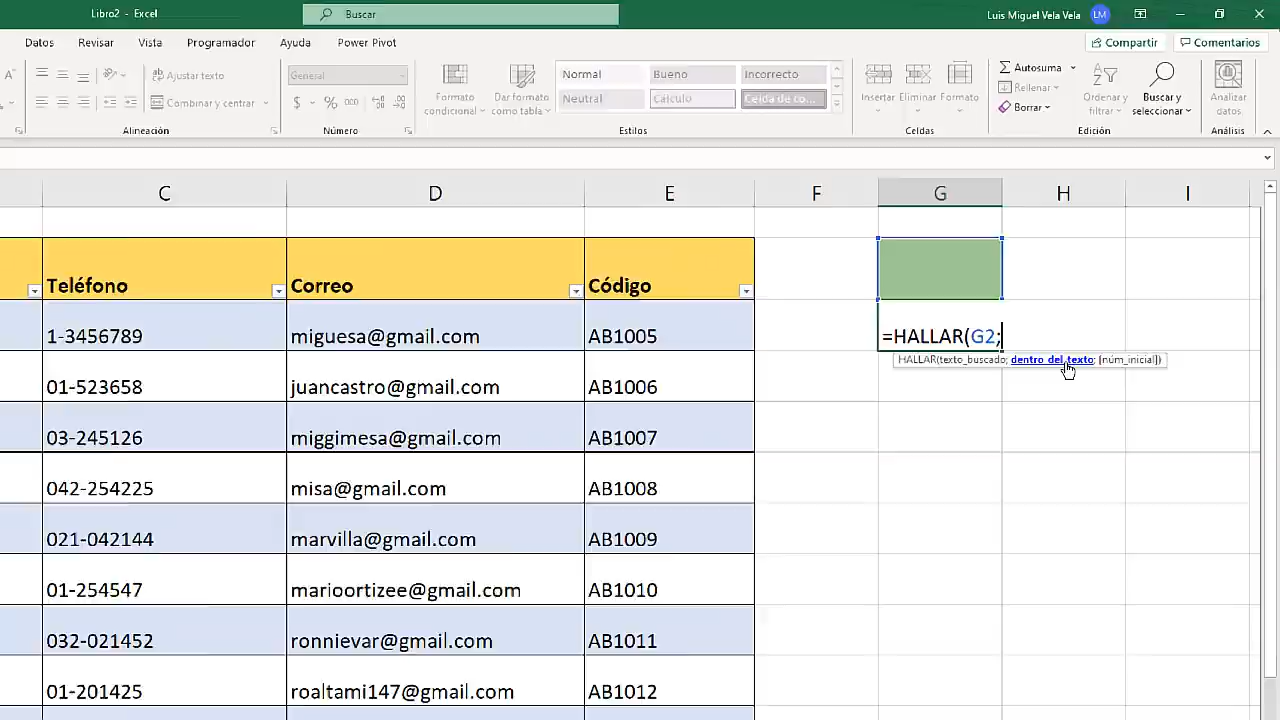 Libro2 - Excel
Buscar
Luis Miguel Vela Vela
LM
Datos
Revisar
Vista
Programador
Ayuda
Power Pivot
Compartir
Comentarios
Ajustar texto
Combinar y centrar
General
$ % 000
Formato condicional
Dar formato como tabla
Normal
Bueno
Incorrecto
Neutral
Cálculo
Celda de co...
Insertar
Eliminar
Formato
Autosuma
Rellenar
Borrar
Ordenar y filtrar
Buscar y seleccionar
Analizar datos
Alineación
Número
Estilos
Celdas
Edición
Análisis
C D E F G H I
Teléfono Correo Código
1-3456789 miguesa@gmail.com AB1005 =HALLAR(G2;
HALLAR(texto_buscado; dentro_del_texto; [núm_inicial])
01-523658 juancastro@gmail.com AB1006
03-245126 miggimesa@gmail.com AB1007
042-254225 misa@gmail.com AB1008
021-042144 marvilla@gmail.com AB1009
01-254547 marioortizee@gmail.com AB1010
032-021452 ronnievar@gmail.com AB1011
01-201425 roaltami147@gmail.com AB1012